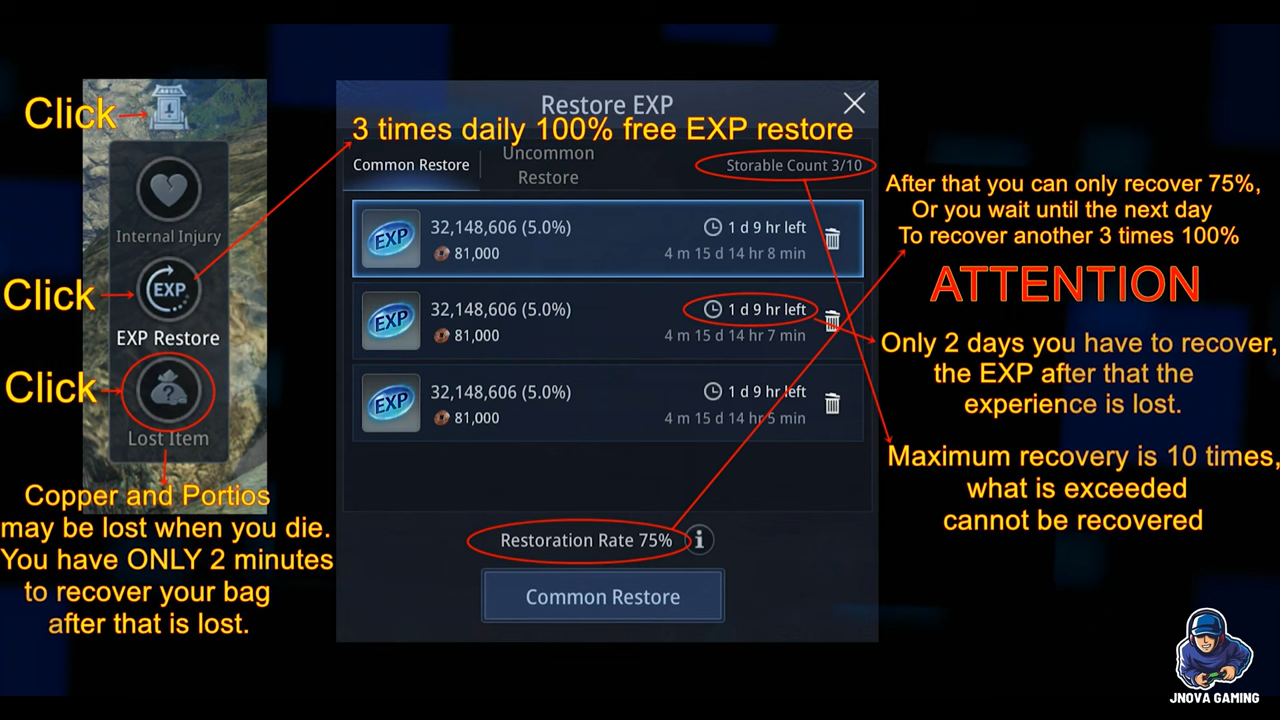 Click
Internal Injury
Click
EXP
EXP Restore
Click
?
Lost Item
Copper and Portios
may be lost when you die.
You have ONLY 2 minutes
to recover your bag
after that is lost.
Restore EXP
3 times daily 100% free EXP restore
Common Restore
Uncommon
Restore
Storable Count 3/10
EXP
32,148,606 (5.0%)
1 d 9 hr left
81,000
4 m 15 d 14 hr 8 min
EXP
32,148,606 (5.0%)
1 d 9 hr left
81,000
4 m 15 d 14 hr 7 min
EXP
32,148,606 (5.0%)
1 d 9 hr left
81,000
4 m 15 d 14 hr 5 min
Restoration Rate 75%
i
Common Restore
After that you can only recover 75%,
Or you wait until the next day
To recover another 3 times 100%
ATTENTION
Only 2 days you have to recover,
the EXP after that the
experience is lost.
Maximum recovery is 10 times,
what is exceeded
cannot be recovered
JNOVA GAMING